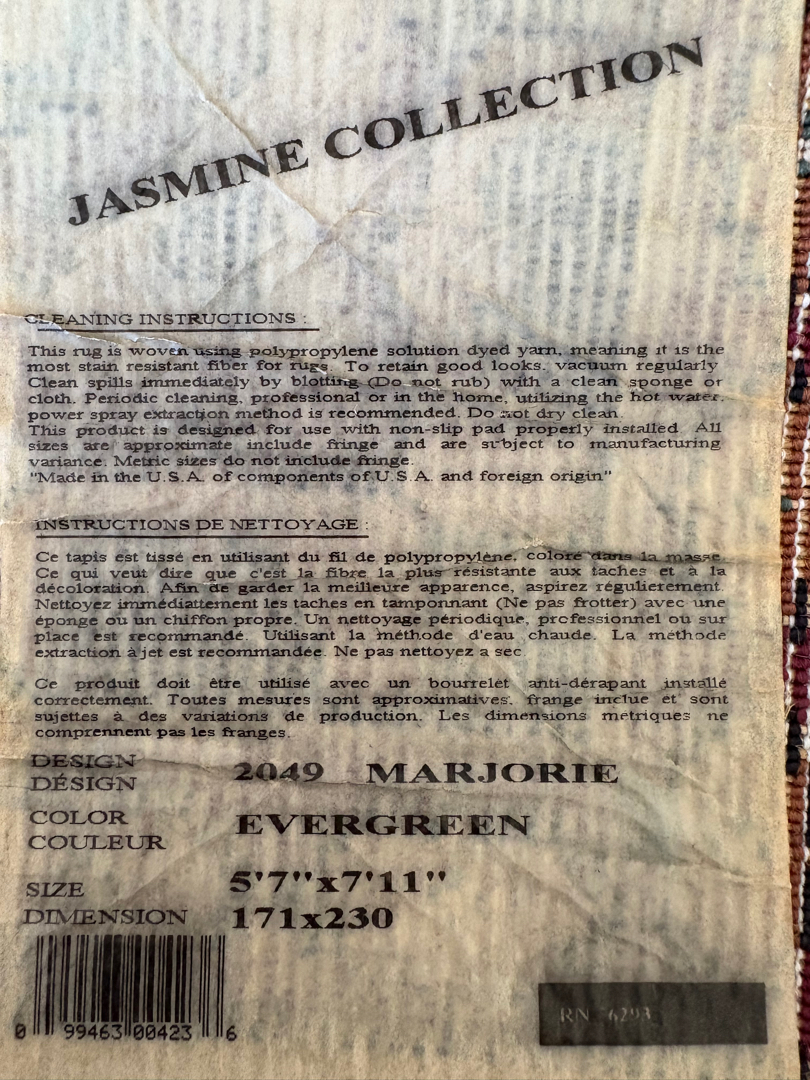 JASMINE COLLECTION
CLEANING INSTRUCTIONS :
This rug is woven using polypropylene solution dyed yarn, meaning it is the
most stain resistant fiber for rugs. To retain good looks. vacuum regularly
Clean spills immediately by blotting (Do not rub) with a clean sponge or
cloth. Periodic cleaning, professional or in the home, utilizing the hot water.
power spray extraction method is recommended. Do not dry clean.
This product is designed for use with non-slip pad properly installed. All
sizes are approximate include fringe and are subject to manufacturing
variance. Metric sizes do not include fringe.
"Made in the U.S.A. of components of U.S.A. and foreign origin"
INSTRUCTIONS DE NETTOYAGE :
Ce tapis est tissé en utilisant du fil de polypropylène. coloré dans la masse.
Ce qui veut dire que c'est la fibre la plus résistante aux taches et à la
décoloration. Afin de garder la meilleure apparence, aspirez régulierement.
Nettoyez immédiattement les taches en tamponnant (Ne pas frotter) avec une
éponge ou un chiffon propre. Un nettoyage périodique, professionnel ou sur
place est recommandé. Utilisant la méthode d'eau chaude. La methode
extraction à jet est recommandée. Ne pas nettoyez a sec.
Ce produit doit être utilisé avec un bourrelet anti-dérapant installé
correctement. Toutes mesures sont approximatives. frange inclue et sont
sujettes à des variations de production. Les dimensions metriques ne
comprennent pas les franges.
DESIGN
DÉSIGN 2049 MARJORIE
COLOR
COULEUR EVERGREEN
SIZE 5'7"x7'11"
DIMENSION 171x230
0 99463 00423 6
RN 6293